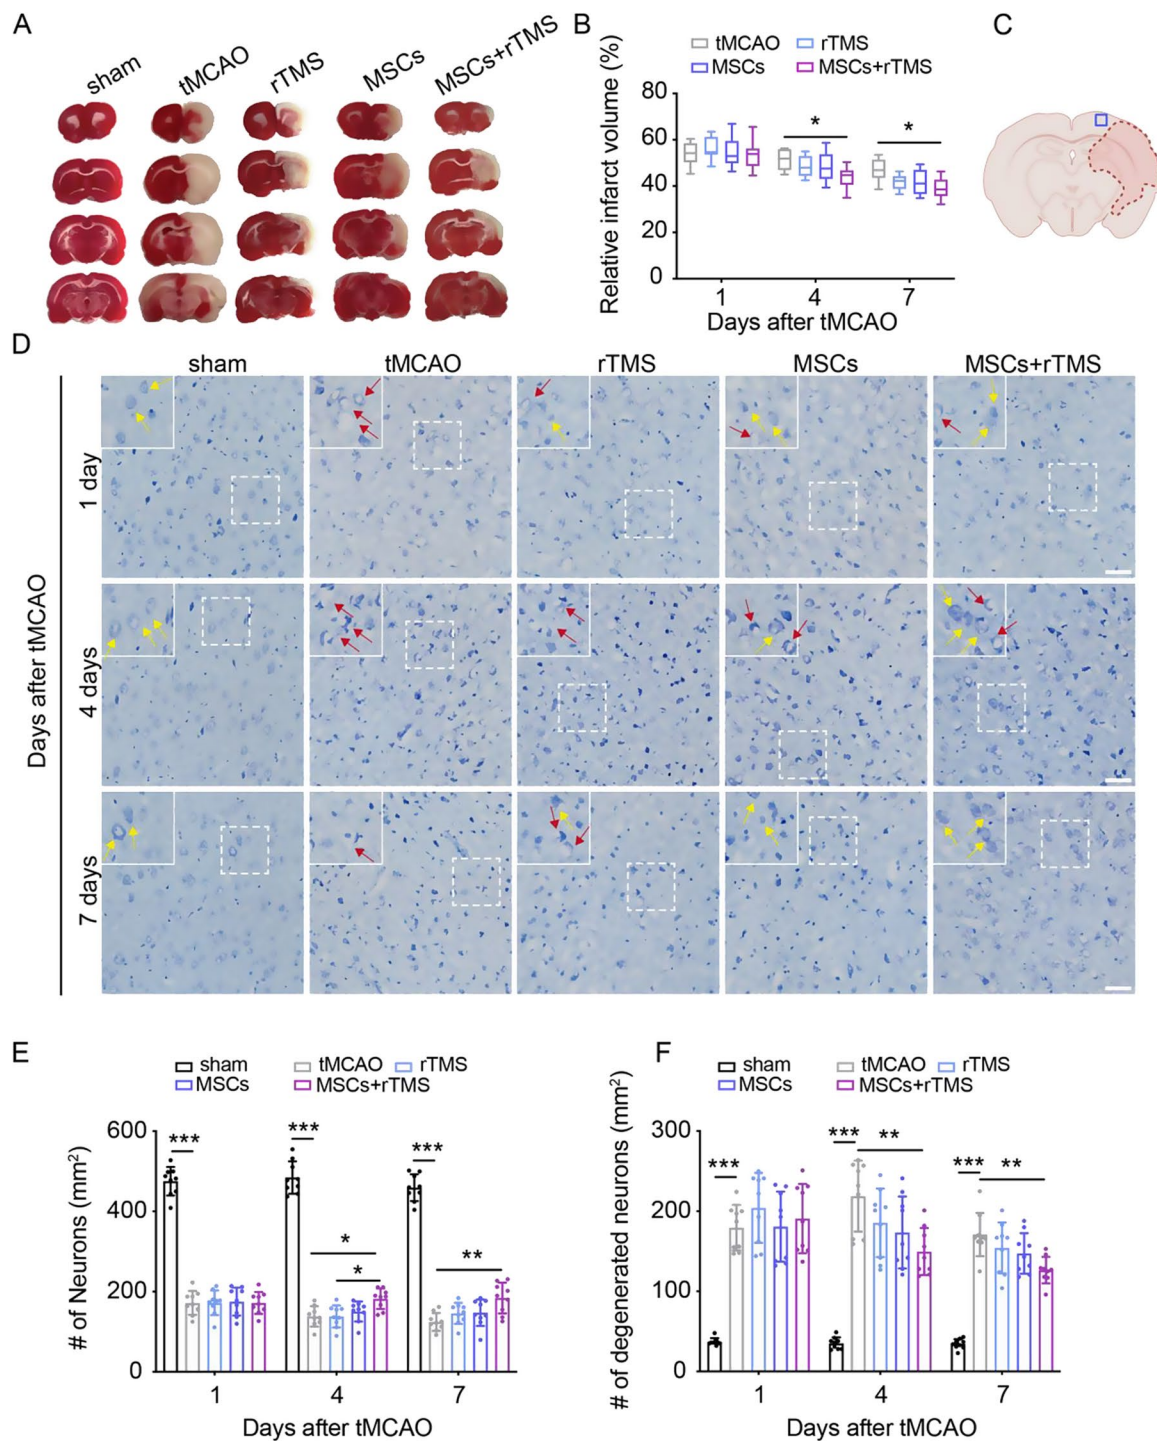 A
sham
tMCAO
rTMS
MSCs
MSCs+rTMS
B
tMCAO
rTMS
MSCs
MSCs+rTMS
Relative infarct volume (%)
80
60
40
20
0
*
*
1
4
7
Days after tMCAO
C
D
sham
tMCAO
rTMS
MSCs
MSCs+rTMS
Days after tMCAO
1 day
4 days
7 days
E
sham
tMCAO
rTMS
MSCs
MSCs+rTMS
# of Neurons (mm²)
600
400
200
0
***
***
*
*
***
**
1
4
7
Days after tMCAO
F
sham
tMCAO
rTMS
MSCs
MSCs+rTMS
# of degenerated neurons (mm²)
300
200
100
0
***
***
**
***
**
1
4
7
Days after tMCAO